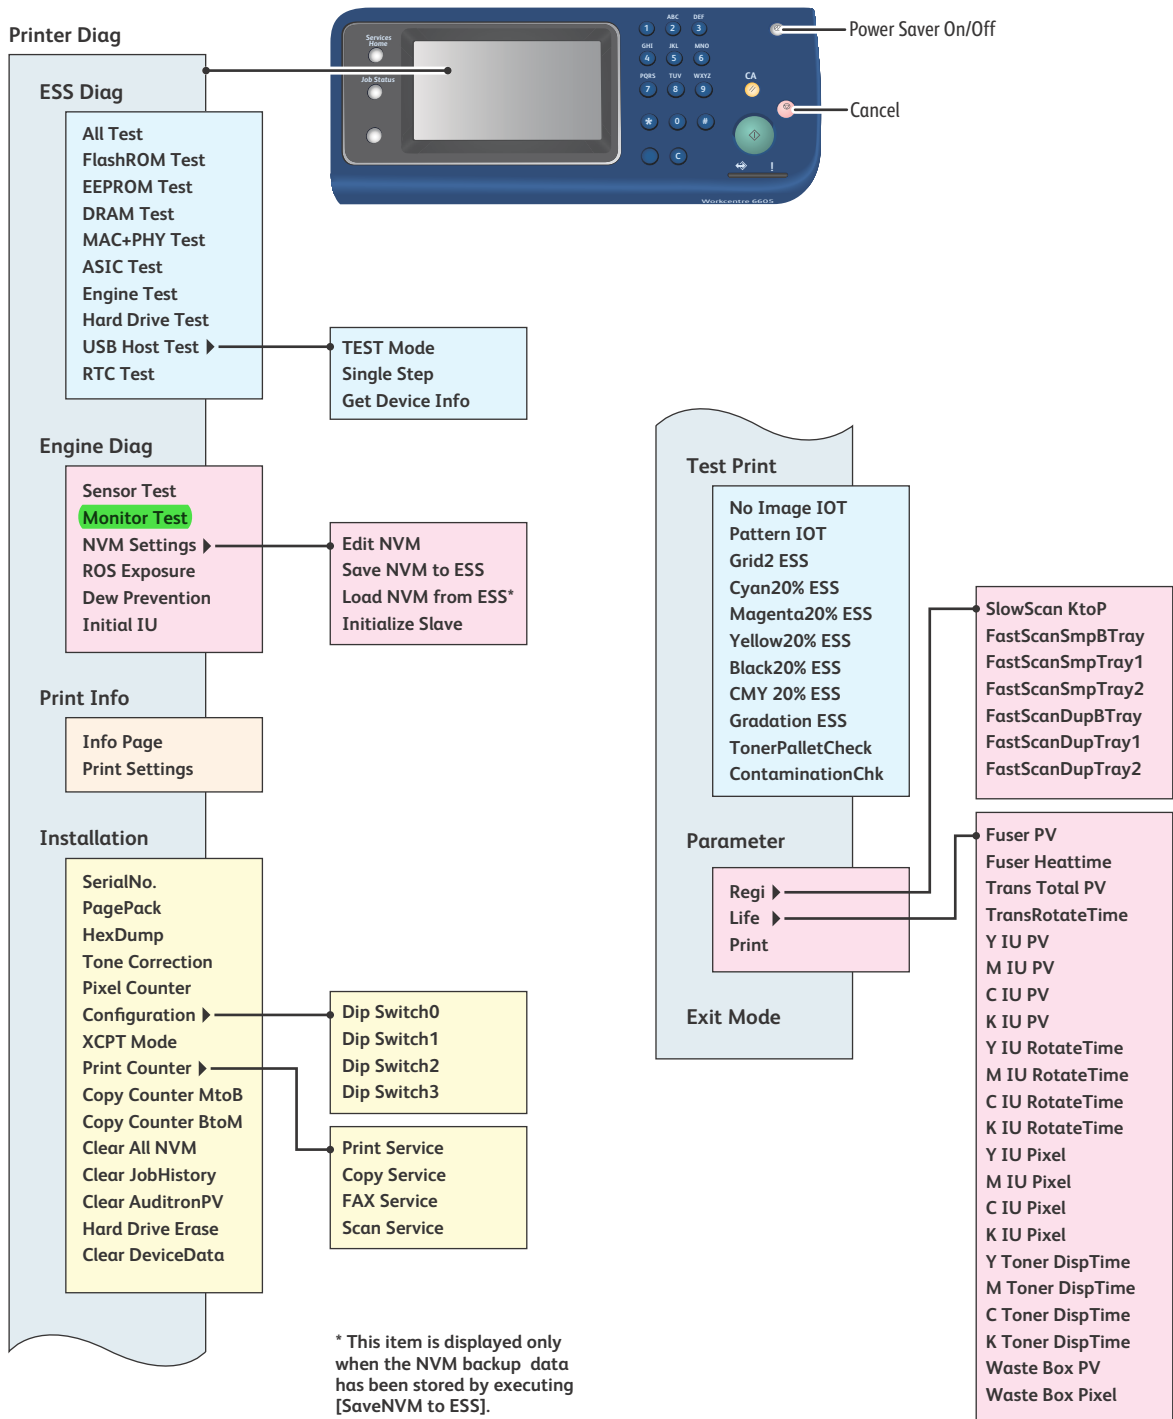 Printer Diag
Services
Home
Job Status
ABC
DEF
1
2
3
GHI
JKL
MNO
4
5
6
PQRS
TUV
WXYZ
7
8
9
*
0
#
C
CA
!
Workcentre 6605
Power Saver On/Off
Cancel
ESS Diag
All Test
FlashROM Test
EEPROM Test
DRAM Test
MAC+PHY Test
ASIC Test
Engine Test
Hard Drive Test
USB Host Test
RTC Test
TEST Mode
Single Step
Get Device Info
Engine Diag
Sensor Test
Monitor Test
NVM Settings
ROS Exposure
Dew Prevention
Initial IU
Edit NVM
Save NVM to ESS
Load NVM from ESS*
Initialize Slave
Print Info
Info Page
Print Settings
Installation
SerialNo.
PagePack
HexDump
Tone Correction
Pixel Counter
Configuration
XCPT Mode
Print Counter
Copy Counter MtoB
Copy Counter BtoM
Clear All NVM
Clear JobHistory
Clear AuditronPV
Hard Drive Erase
Clear DeviceData
Dip Switch0
Dip Switch1
Dip Switch2
Dip Switch3
Print Service
Copy Service
FAX Service
Scan Service
* This item is displayed only
when the NVM backup data
has been stored by executing
[SaveNVM to ESS].
Test Print
No Image IOT
Pattern IOT
Grid2 ESS
Cyan20% ESS
Magenta20% ESS
Yellow20% ESS
Black20% ESS
CMY 20% ESS
Gradation ESS
TonerPalletCheck
ContaminationChk
Parameter
Regi
Life
Print
Exit Mode
SlowScan KtoP
FastScanSmpBTray
FastScanSmpTray1
FastScanSmpTray2
FastScanDupBTray
FastScanDupTray1
FastScanDupTray2
Fuser PV
Fuser Heattime
Trans Total PV
TransRotateTime
Y IU PV
M IU PV
C IU PV
K IU PV
Y IU RotateTime
M IU RotateTime
C IU RotateTime
K IU RotateTime
Y IU Pixel
M IU Pixel
C IU Pixel
K IU Pixel
Y Toner DispTime
M Toner DispTime
C Toner DispTime
K Toner DispTime
Waste Box PV
Waste Box Pixel